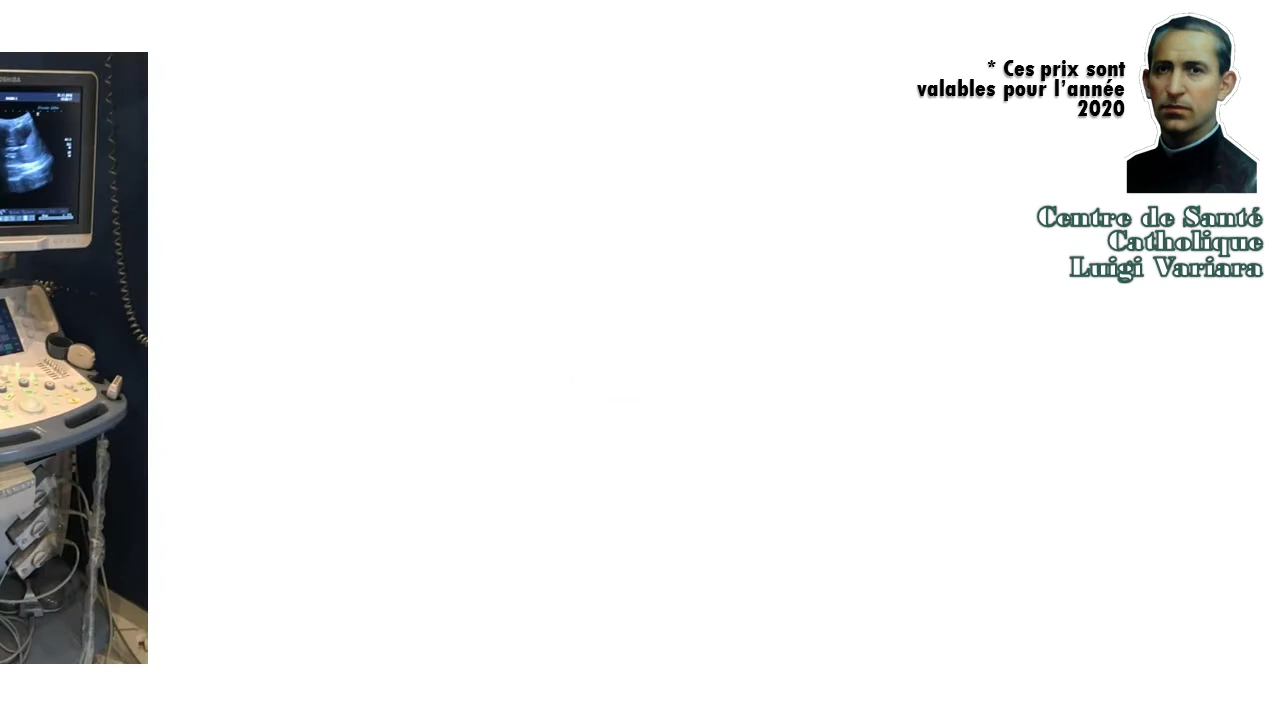 * Ces prix sont
valables pour l'année
2020
Centre de Santé
Catholique
Luigi Variara